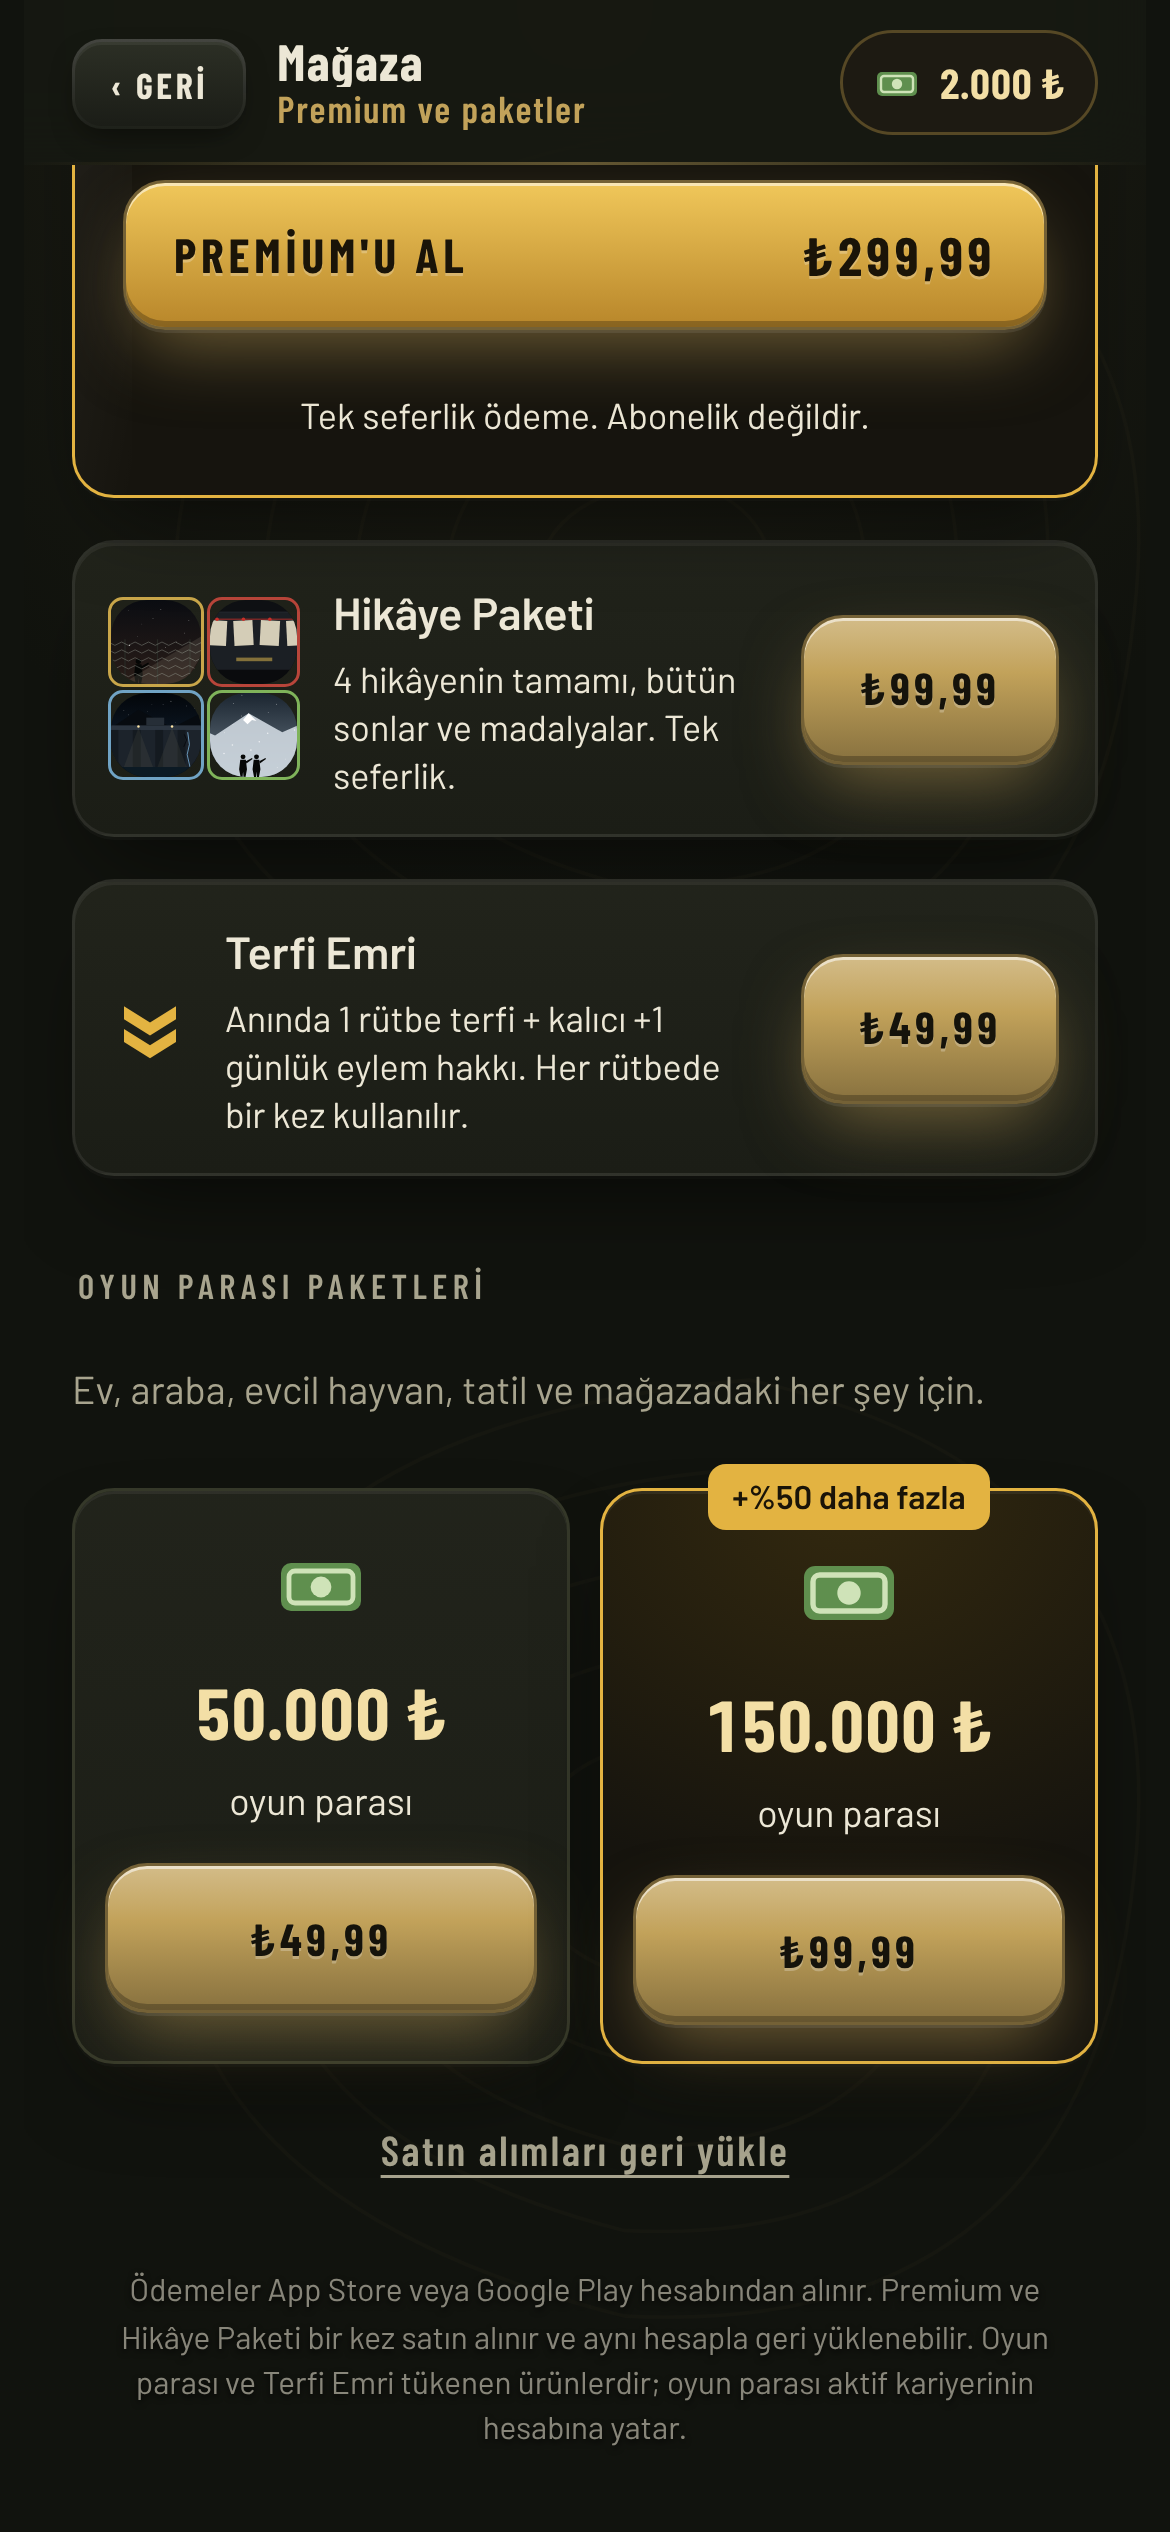 ‹ GERİ
Mağaza
Premium ve paketler
2.000 ₺
PREMİUM'U AL
₺299,99
Tek seferlik ödeme. Abonelik değildir.
Hikâye Paketi
4 hikâyenin tamamı, bütün
sonlar ve madalyalar. Tek
seferlik.
₺99,99
Terfi Emri
Anında 1 rütbe terfi + kalıcı +1
günlük eylem hakkı. Her rütbede
bir kez kullanılır.
₺49,99
OYUN PARASI PAKETLERİ
Ev, araba, evcil hayvan, tatil ve mağazadaki her şey için.
50.000 ₺
oyun parası
₺49,99
+%50 daha fazla
150.000 ₺
oyun parası
₺99,99
Satın alımları geri yükle
Ödemeler App Store veya Google Play hesabından alınır. Premium ve
Hikâye Paketi bir kez satın alınır ve aynı hesapla geri yüklenebilir. Oyun
parası ve Terfi Emri tükenen ürünlerdir; oyun parası aktif kariyerinin
hesabına yatar.